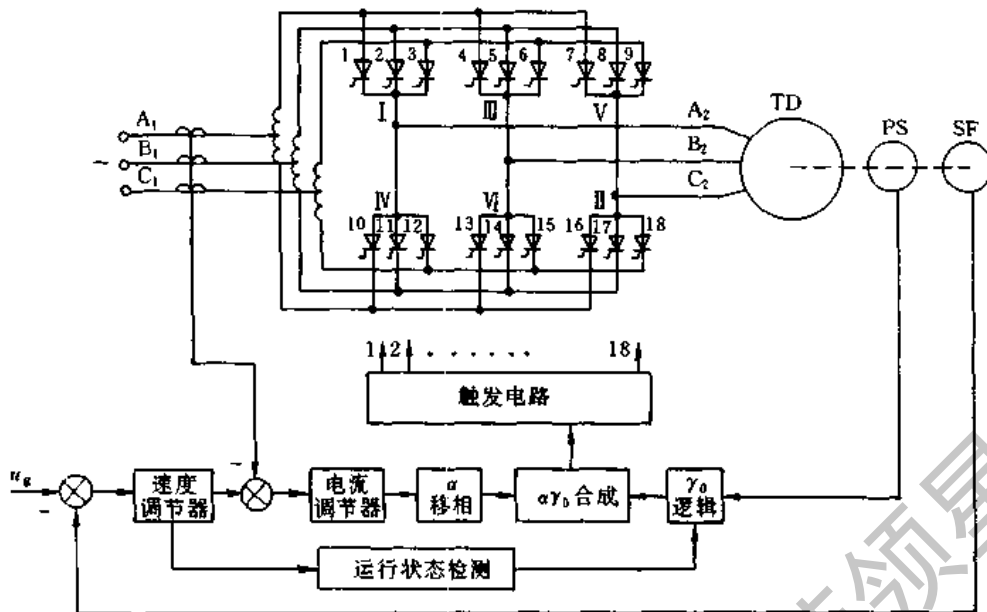 1 2 3 4 5 6 7 8 9
I III V
A₁
B₁
C₁
~
A₂
B₂
C₂
TD
PS
SF
IV VI II
10 11 12 13 14 15 16 17 18
1 2 . . . . . . 18
触发电路
-
-
速度
调节器
电流
调节器
α
移相
αγ₀合成
γ₀
逻辑
运行状态检测
领